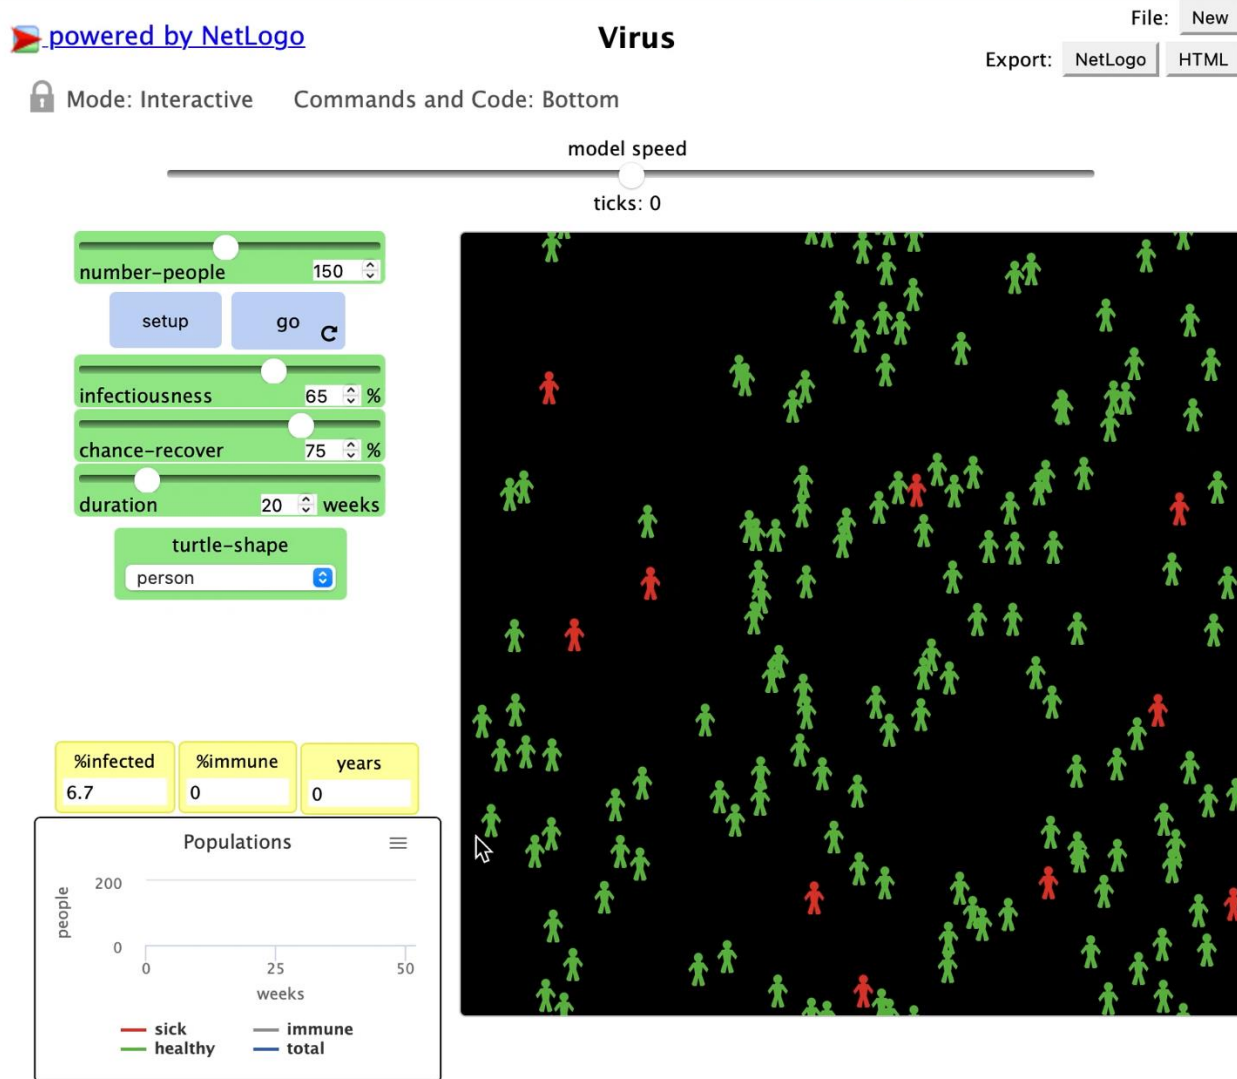 powered by NetLogo
Virus
File: New
Export: NetLogo HTML
Mode: Interactive Commands and Code: Bottom
model speed
ticks: 0
number-people 150
setup go
infectiousness 65 %
chance-recover 75 %
duration 20 weeks
turtle-shape
person
%infected %immune years
6.7 0 0
Populations
people
200
0
0 25 50
weeks
sick immune
healthy total